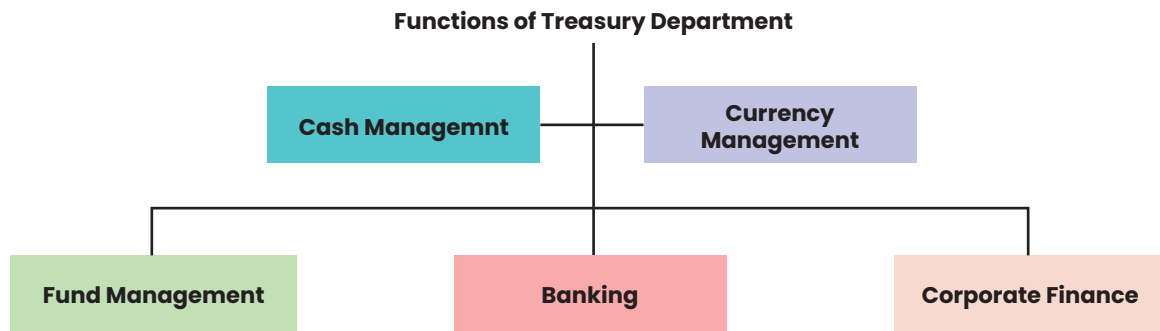 Functions of Treasury Department
Cash Managemnt
Currency
Management
Fund Management
Banking
Corporate Finance